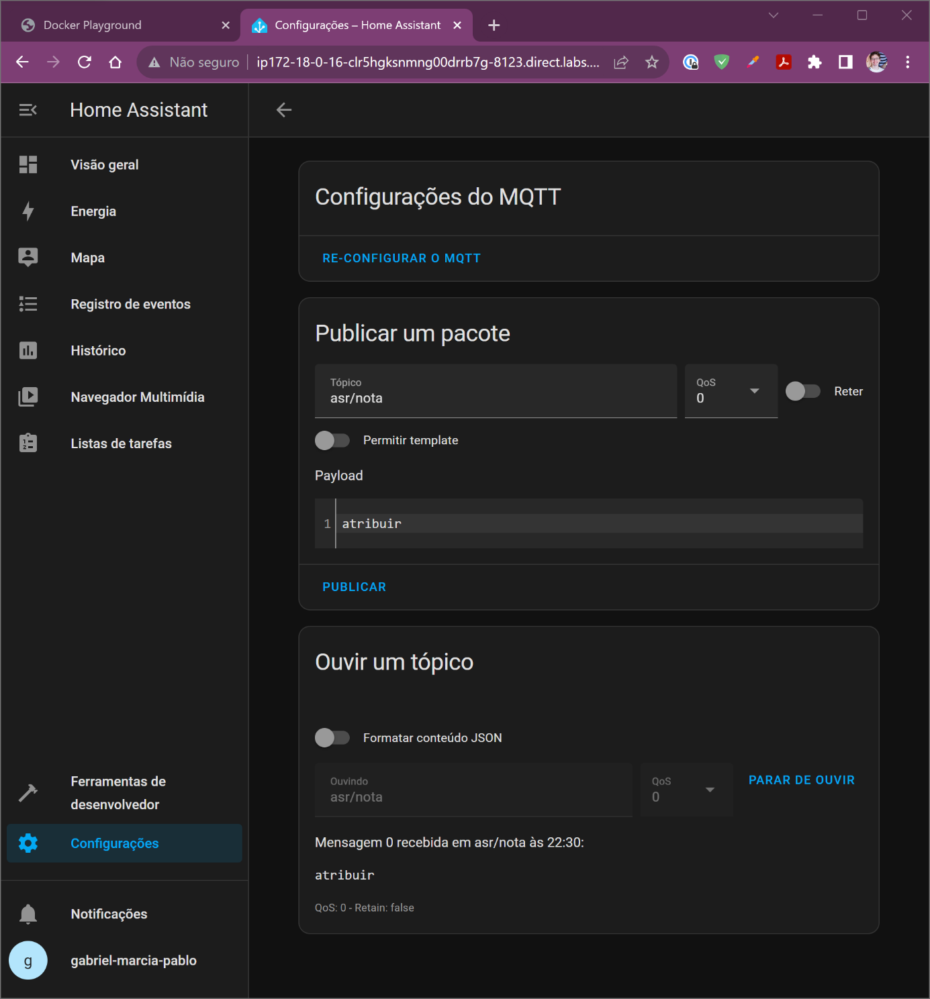 Docker Playground
Configurações – Home Assistant
Não seguro
ip172-18-0-16-clr5hgksnmng00drrb7g-8123.direct.labs....
Home Assistant
Visão geral
Energia
Mapa
Registro de eventos
Histórico
Navegador Multimídia
Listas de tarefas
Ferramentas de
desenvolvedor
Configurações
Notificações
g
gabriel-marcia-pablo
Configurações do MQTT
RE-CONFIGURAR O MQTT
Publicar um pacote
Tópico
asr/nota
QoS
0
Reter
Permitir template
Payload
1
atribuir
PUBLICAR
Ouvir um tópico
Formatar conteúdo JSON
Ouvindo
asr/nota
QoS
0
PARAR DE OUVIR
Mensagem 0 recebida em asr/nota às 22:30:
atribuir
QoS: 0 - Retain: false